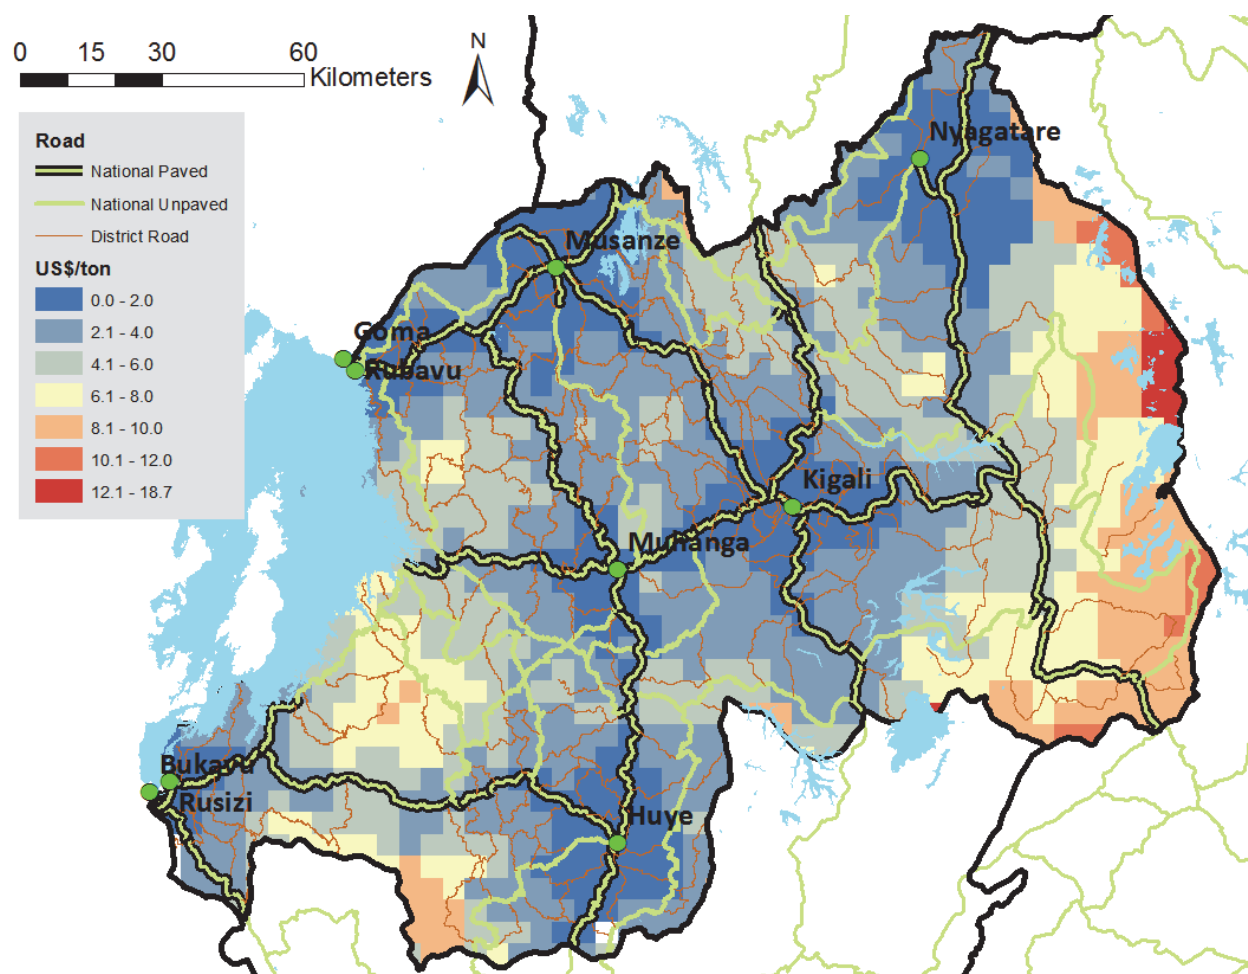 0 15 30 60
Kilometers
N
Road
National Paved
National Unpaved
District Road
US$/ton
0.0 - 2.0
2.1 - 4.0
4.1 - 6.0
6.1 - 8.0
8.1 - 10.0
10.1 - 12.0
12.1 - 18.7
Nyagatare
Musanze
Goma
Rubavu
Kigali
Muhanga
Bukavu
Rusizi
Huye